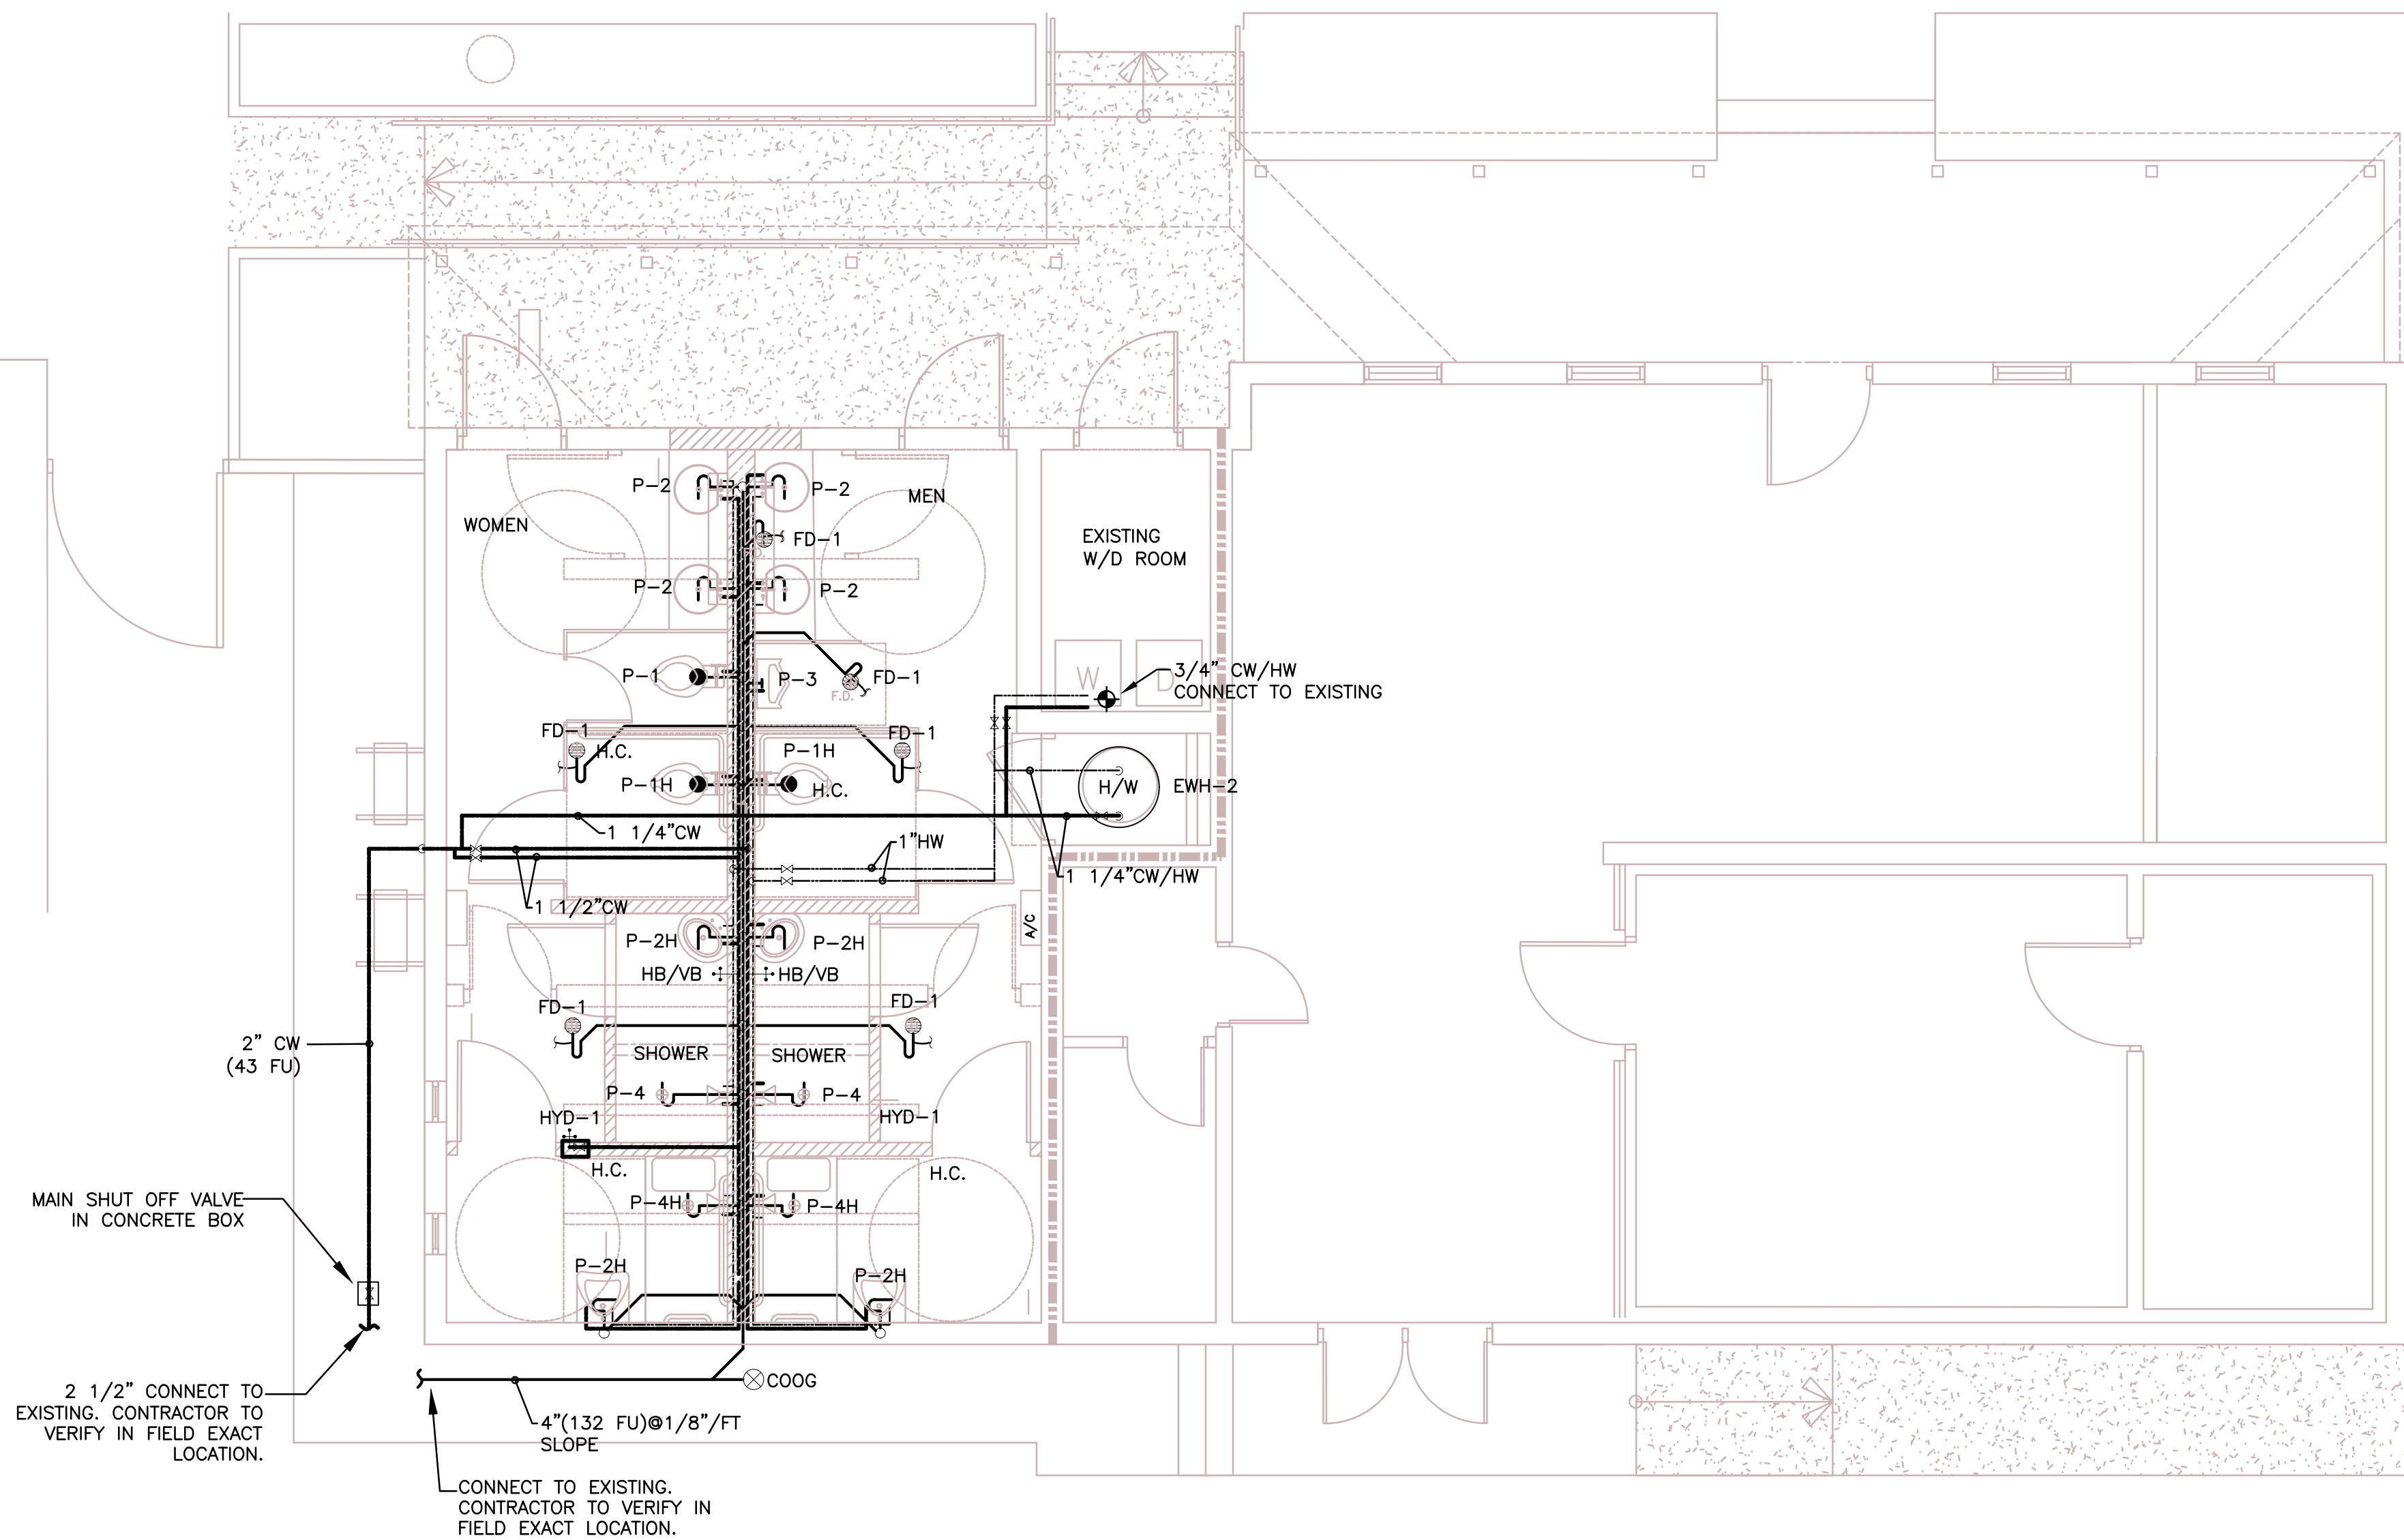 P-2
P-2
MEN
WOMEN
FD-1
F.D.
EXISTING
W/D ROOM
P-2
P-2
P-1
P-3
FD-1
F.D.
W
D
3/4" CW/HW
CONNECT TO EXISTING
FD-1
H.C.
P-1H
FD-1
P-1H
H.C.
H/W
EWH-2
1 1/4"CW
1"HW
1 1/4"CW/HW
1 1/2"CW
A/C
P-2H
P-2H
HB/VB
HB/VB
FD-1
FD-1
2" CW
(43 FU)
SHOWER
SHOWER
P-4
P-4
HYD-1
HYD-1
H.C.
H.C.
MAIN SHUT OFF VALVE
IN CONCRETE BOX
P-4H
P-4H
P-2H
P-2H
2 1/2" CONNECT TO
EXISTING. CONTRACTOR TO
VERIFY IN FIELD EXACT
LOCATION.
COOG
4"(132 FU)@1/8"/FT
SLOPE
CONNECT TO EXISTING.
CONTRACTOR TO VERIFY IN
FIELD EXACT LOCATION.